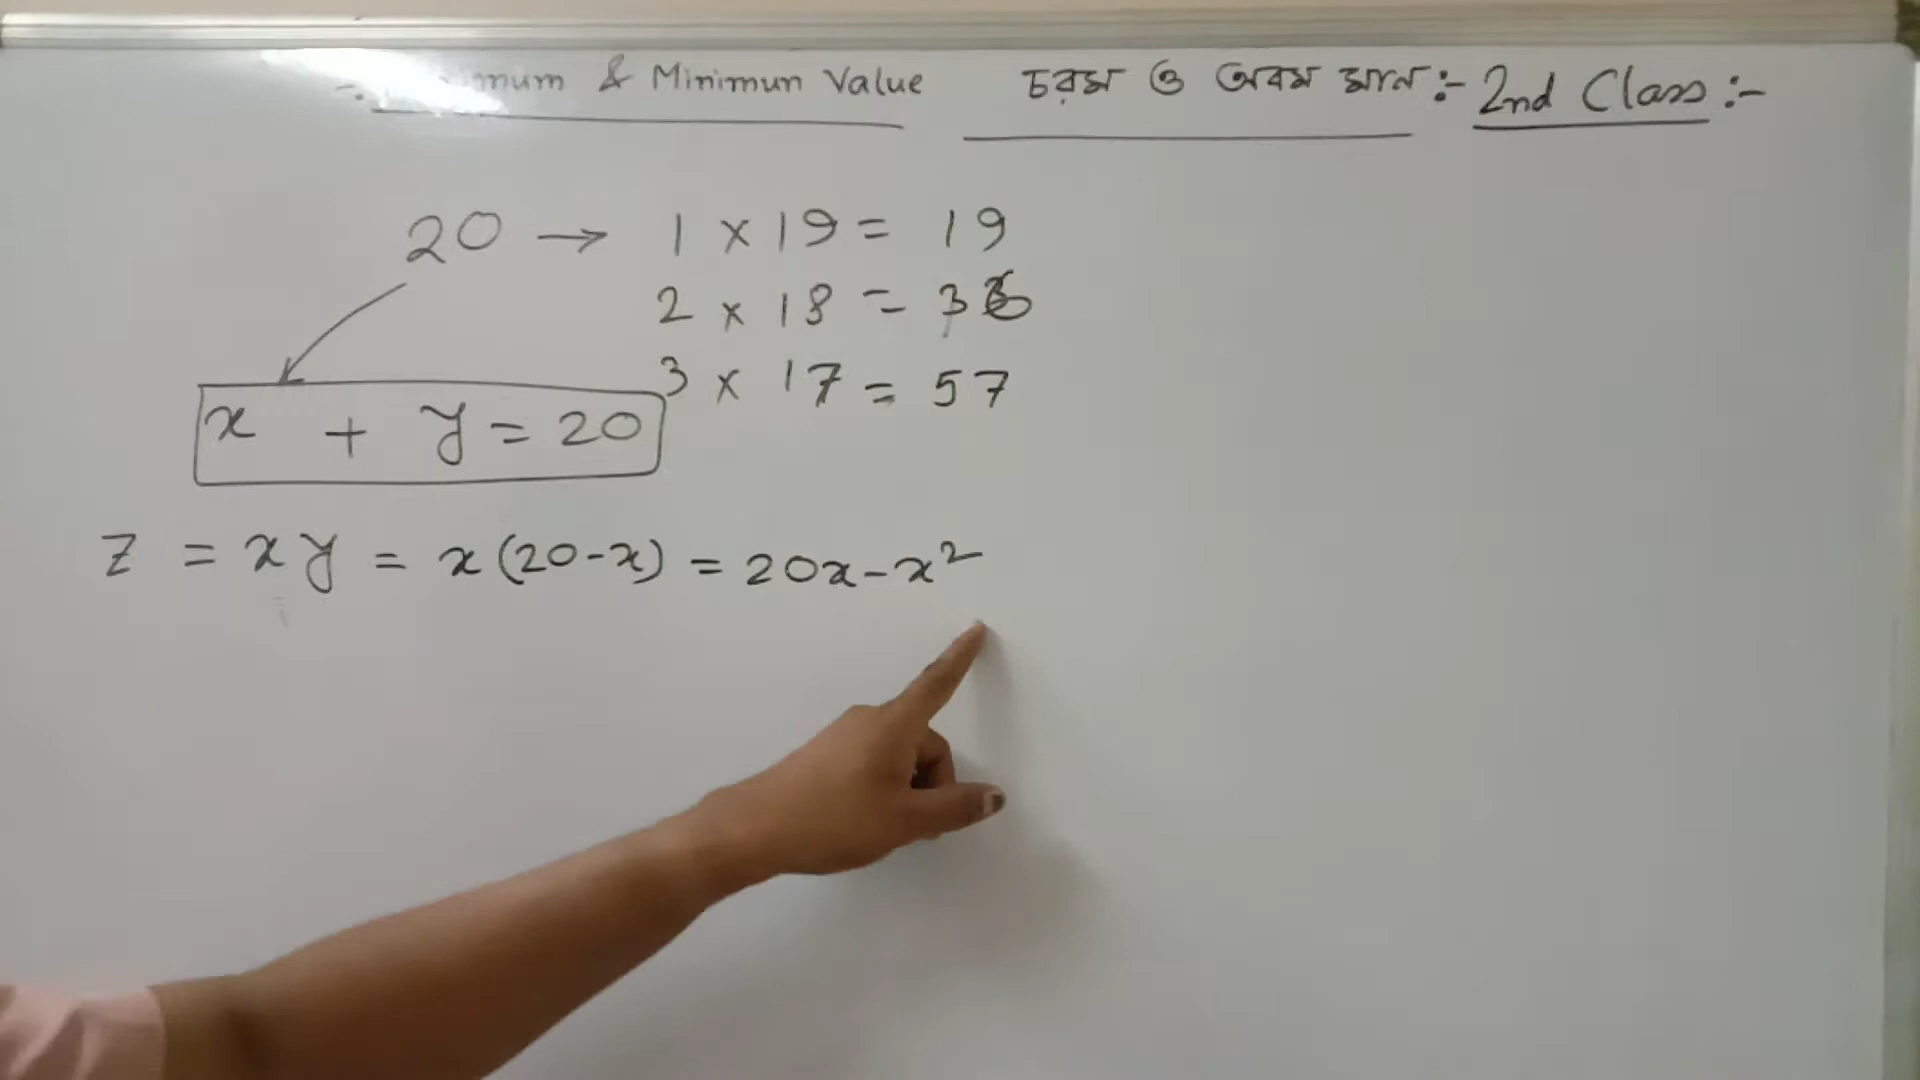 & Minimun Value চরম ও অবম মান :- 2nd Class :-
20 → 1 x 19 = 19
2 x 18 = 36
3 x 17 = 57
x + y = 20
z = xy = x(20-x) = 20x-x²